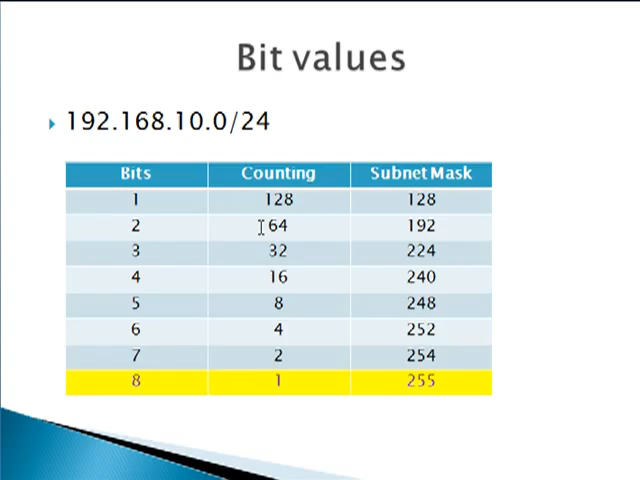 Bit values
192.168.10.0/24
Bits Counting Subnet Mask
1 128 128
2 64 192
3 32 224
4 16 240
5 8 248
6 4 252
7 2 254
8 1 255